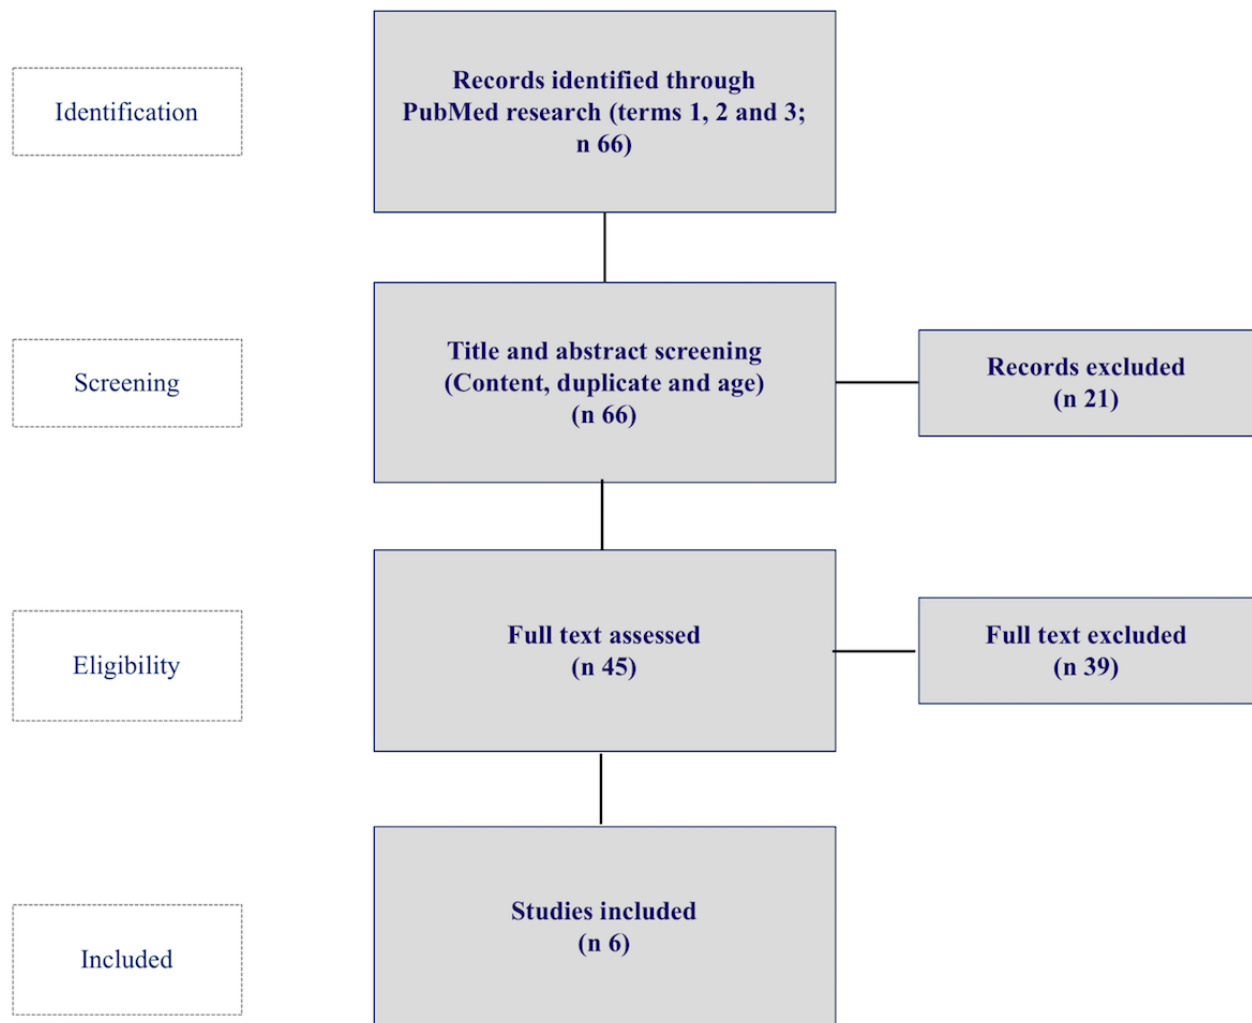 Identification
Records identified through
PubMed research (terms 1, 2 and 3;
n 66)
Screening
Title and abstract screening
(Content, duplicate and age)
(n 66)
Records excluded
(n 21)
Eligibility
Full text assessed
(n 45)
Full text excluded
(n 39)
Included
Studies included
(n 6)